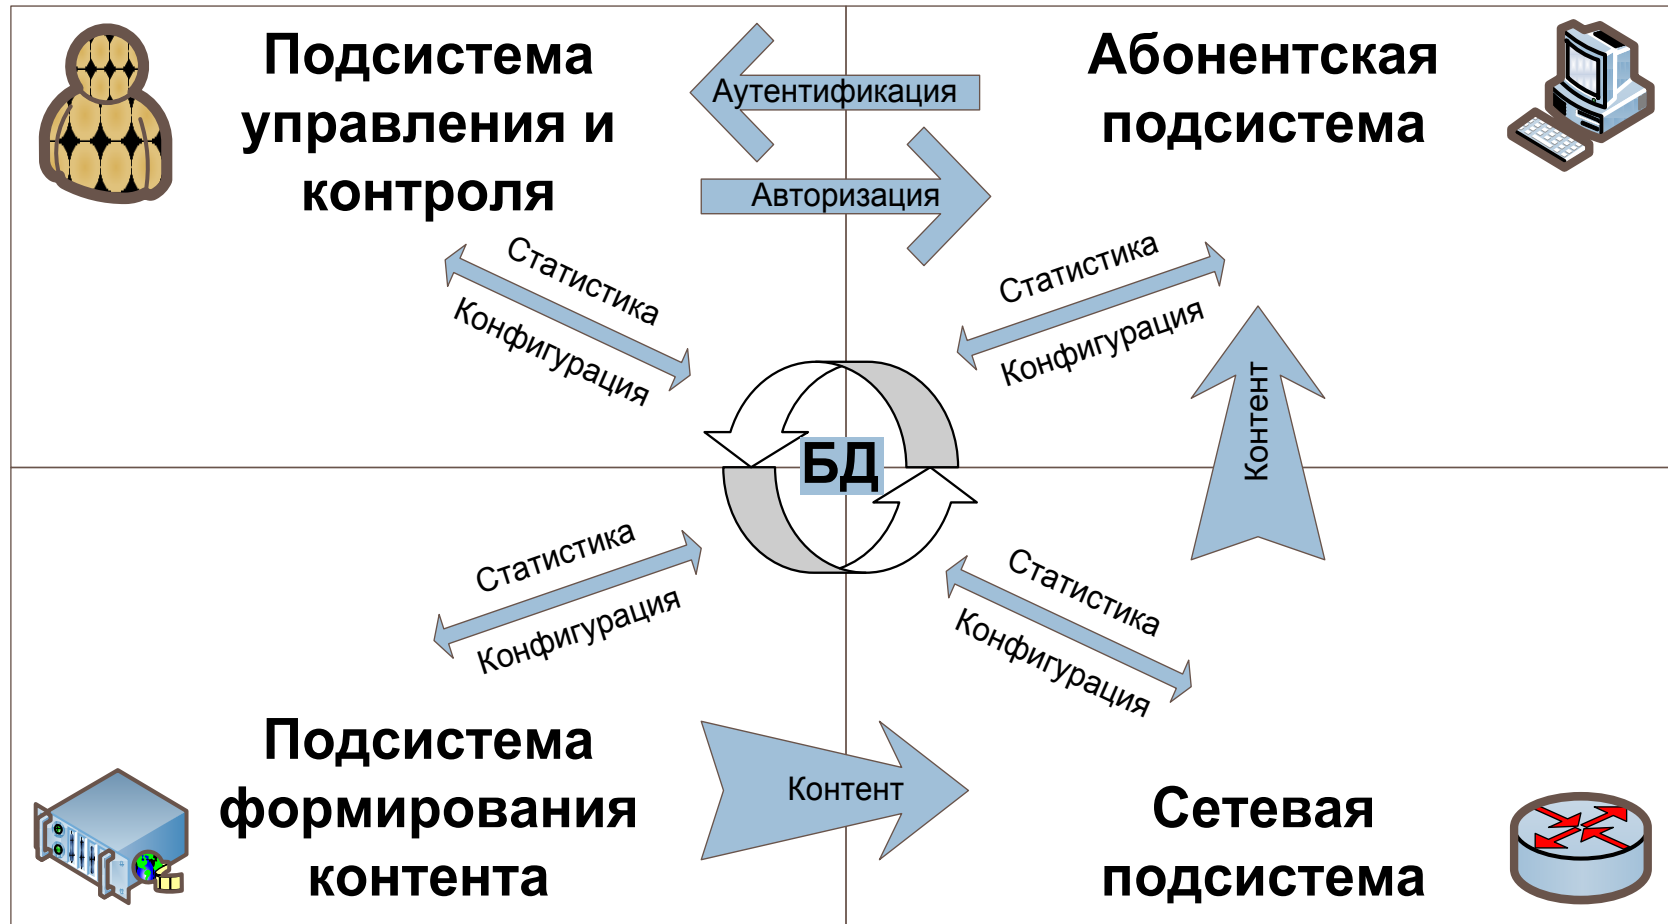 Подсистема
управления и
контроля
Аутентификация
Авторизация
Абонентская
подсистема
Статистика
Конфигурация
Статистика
Конфигурация
Контент
БД
Статистика
Конфигурация
Статистика
Конфигурация
Подсистема
формирования
контента
Контент
Сетевая
подсистема